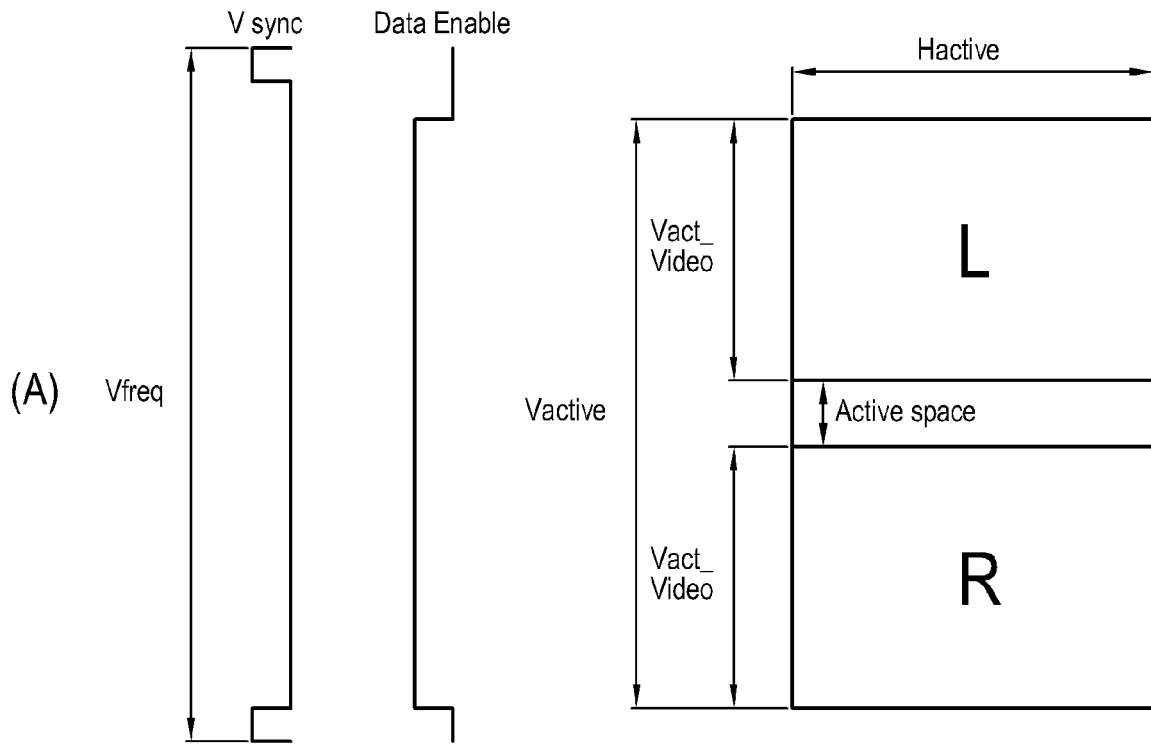 V sync
Data Enable
Hactive
Vact_
Video
L
(A)
Vfreq
Vactive
Active space
Vact_
Video
R